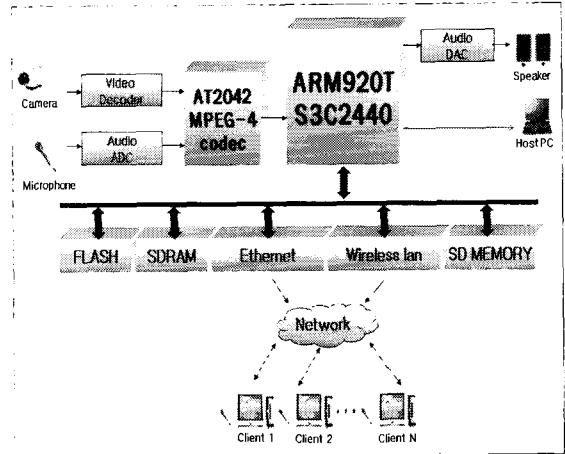 Camera
Video
Decoder
Microphone
Audio
ADC
AT2042
MPEG-4
codec
ARM920T
S3C2440
Audio
DAC
Speaker
Host PC
FLASH
SDRAM
Ethernet
Wireless lan
SD MEMORY
Network
Client 1
Client 2
Client N